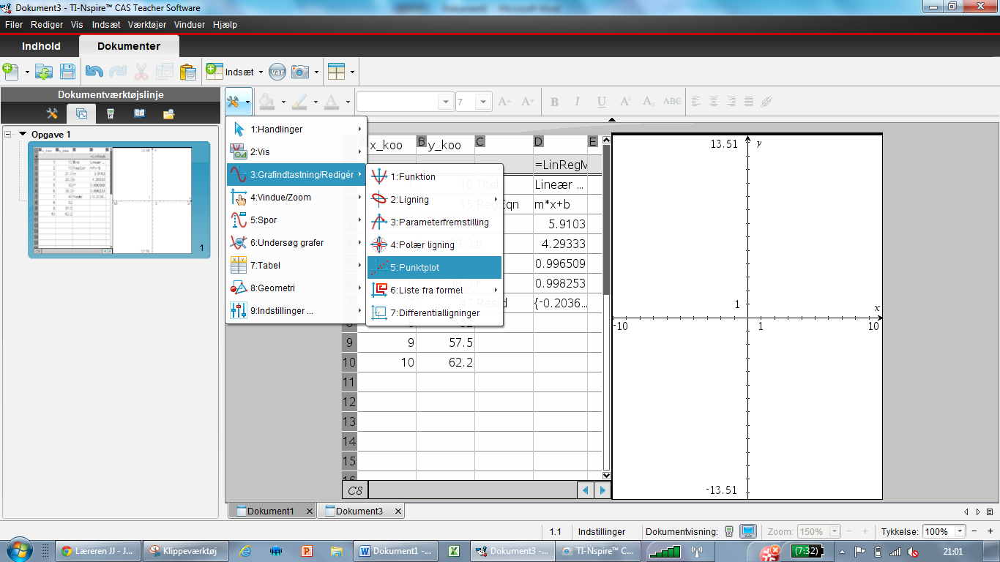 Dokument3 - TI-Nspire™ CAS Teacher Software
Filer Rediger Vis Indsæt Værktøjer Vinduer Hjælp
Indhold Dokumenter
Indsæt var
Dokumentværktøjslinje
7 B I U ABC
Opgave 1
1
1:Handlinger
2:Vis
3:Grafindtastning/Redigér
4:Vindue/Zoom
5:Spor
6:Undersøg grafer
7:Tabel
8:Geometri
9:Indstillinger ...
1:Funktion
2:Ligning
3:Parameterfremstilling
4:Polær ligning
5:Punktplot
6:Liste fra formel
7:Differentialligninger
x_koo B y_koo C D E
=LinRegM
10 Titel Lineær ...
15 RegEqn m*x+b
5.9103
b 4.29333
0.996509
0.998253
47 Resid {-0.2036...
9 9 57.5
10 10 62.2
11
12
13
14
15
C8
13.51 y
1 x
-10 1 10
-13.51
Dokument1 Dokument3
1.1 Indstillinger Dokumentvisning: Zoom: 150% Tykkelse: 100%
Læreren JJ - J... Klippeværktøj Dokument1 -... Dokument3 -... TI-Nspire™ C... (7:32) 21:01